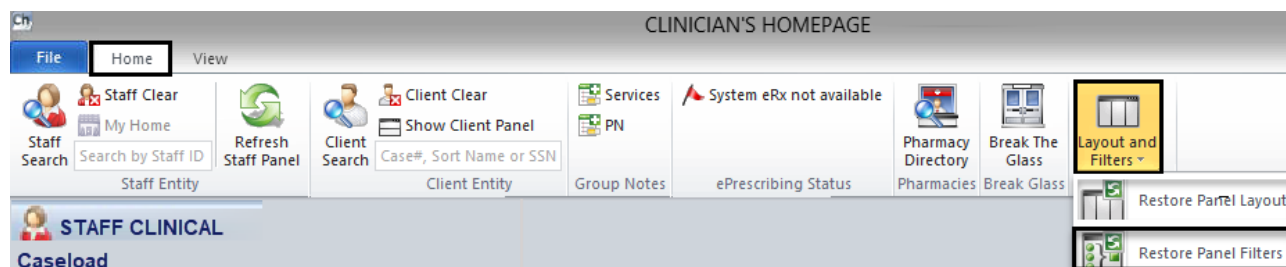 Ch
CLINICIAN'S HOMEPAGE
File Home View
Staff Search
Staff Clear
My Home
Search by Staff ID
Refresh Staff Panel
Staff Entity
Client Search
Client Clear
Show Client Panel
Case#, Sort Name or SSN
Client Entity
Services
PN
Group Notes
System eRx not available
ePrescribing Status
Pharmacy Directory
Pharmacies
Break The Glass
Break Glass
Layout and Filters
Restore Panel Layout
Restore Panel Filters
STAFF CLINICAL
Caseload